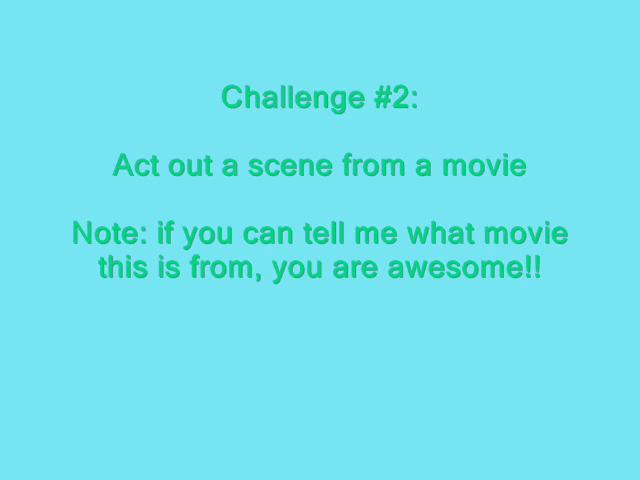 Challenge #2:
Act out a scene from a movie
Note: if you can tell me what movie
this is from, you are awesome!!